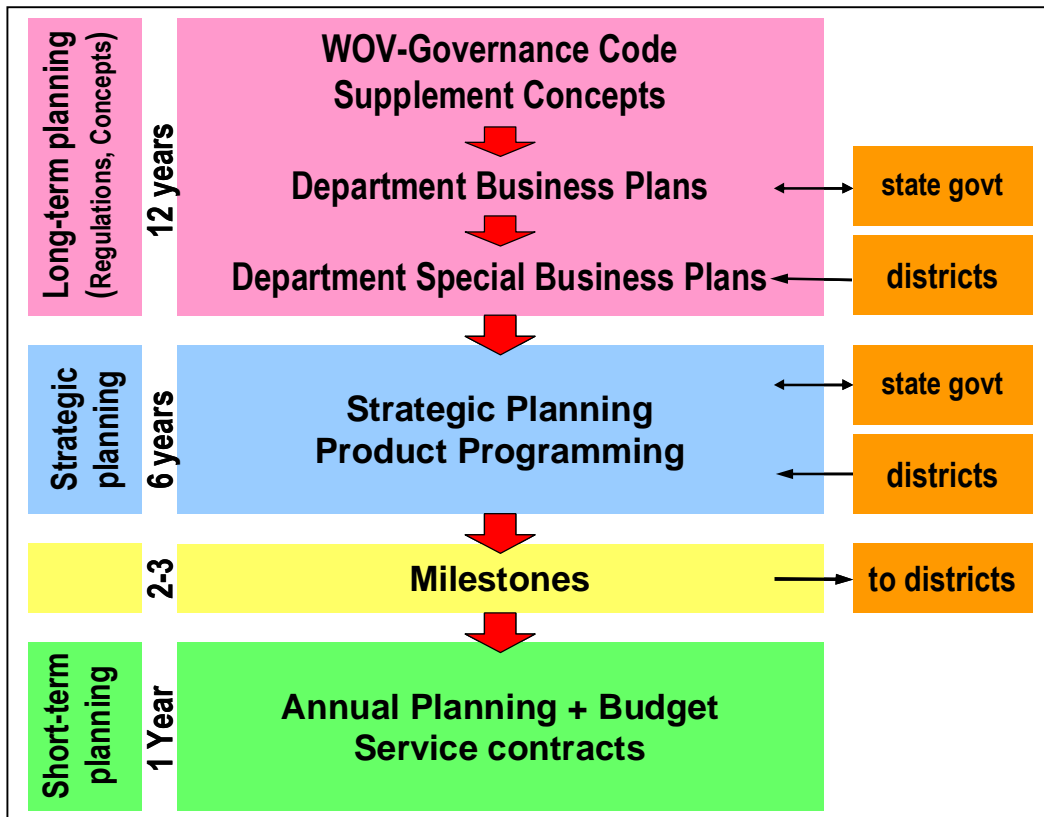 Long-term planning
(Regulations, Concepts)
12 years
WOV-Governance Code
Supplement Concepts
Department Business Plans
state govt
Department Special Business Plans
districts
Strategic
planning
6 years
Strategic Planning
Product Programming
state govt
districts
2-3
Milestones
to districts
Short-term
planning
1 Year
Annual Planning + Budget
Service contracts